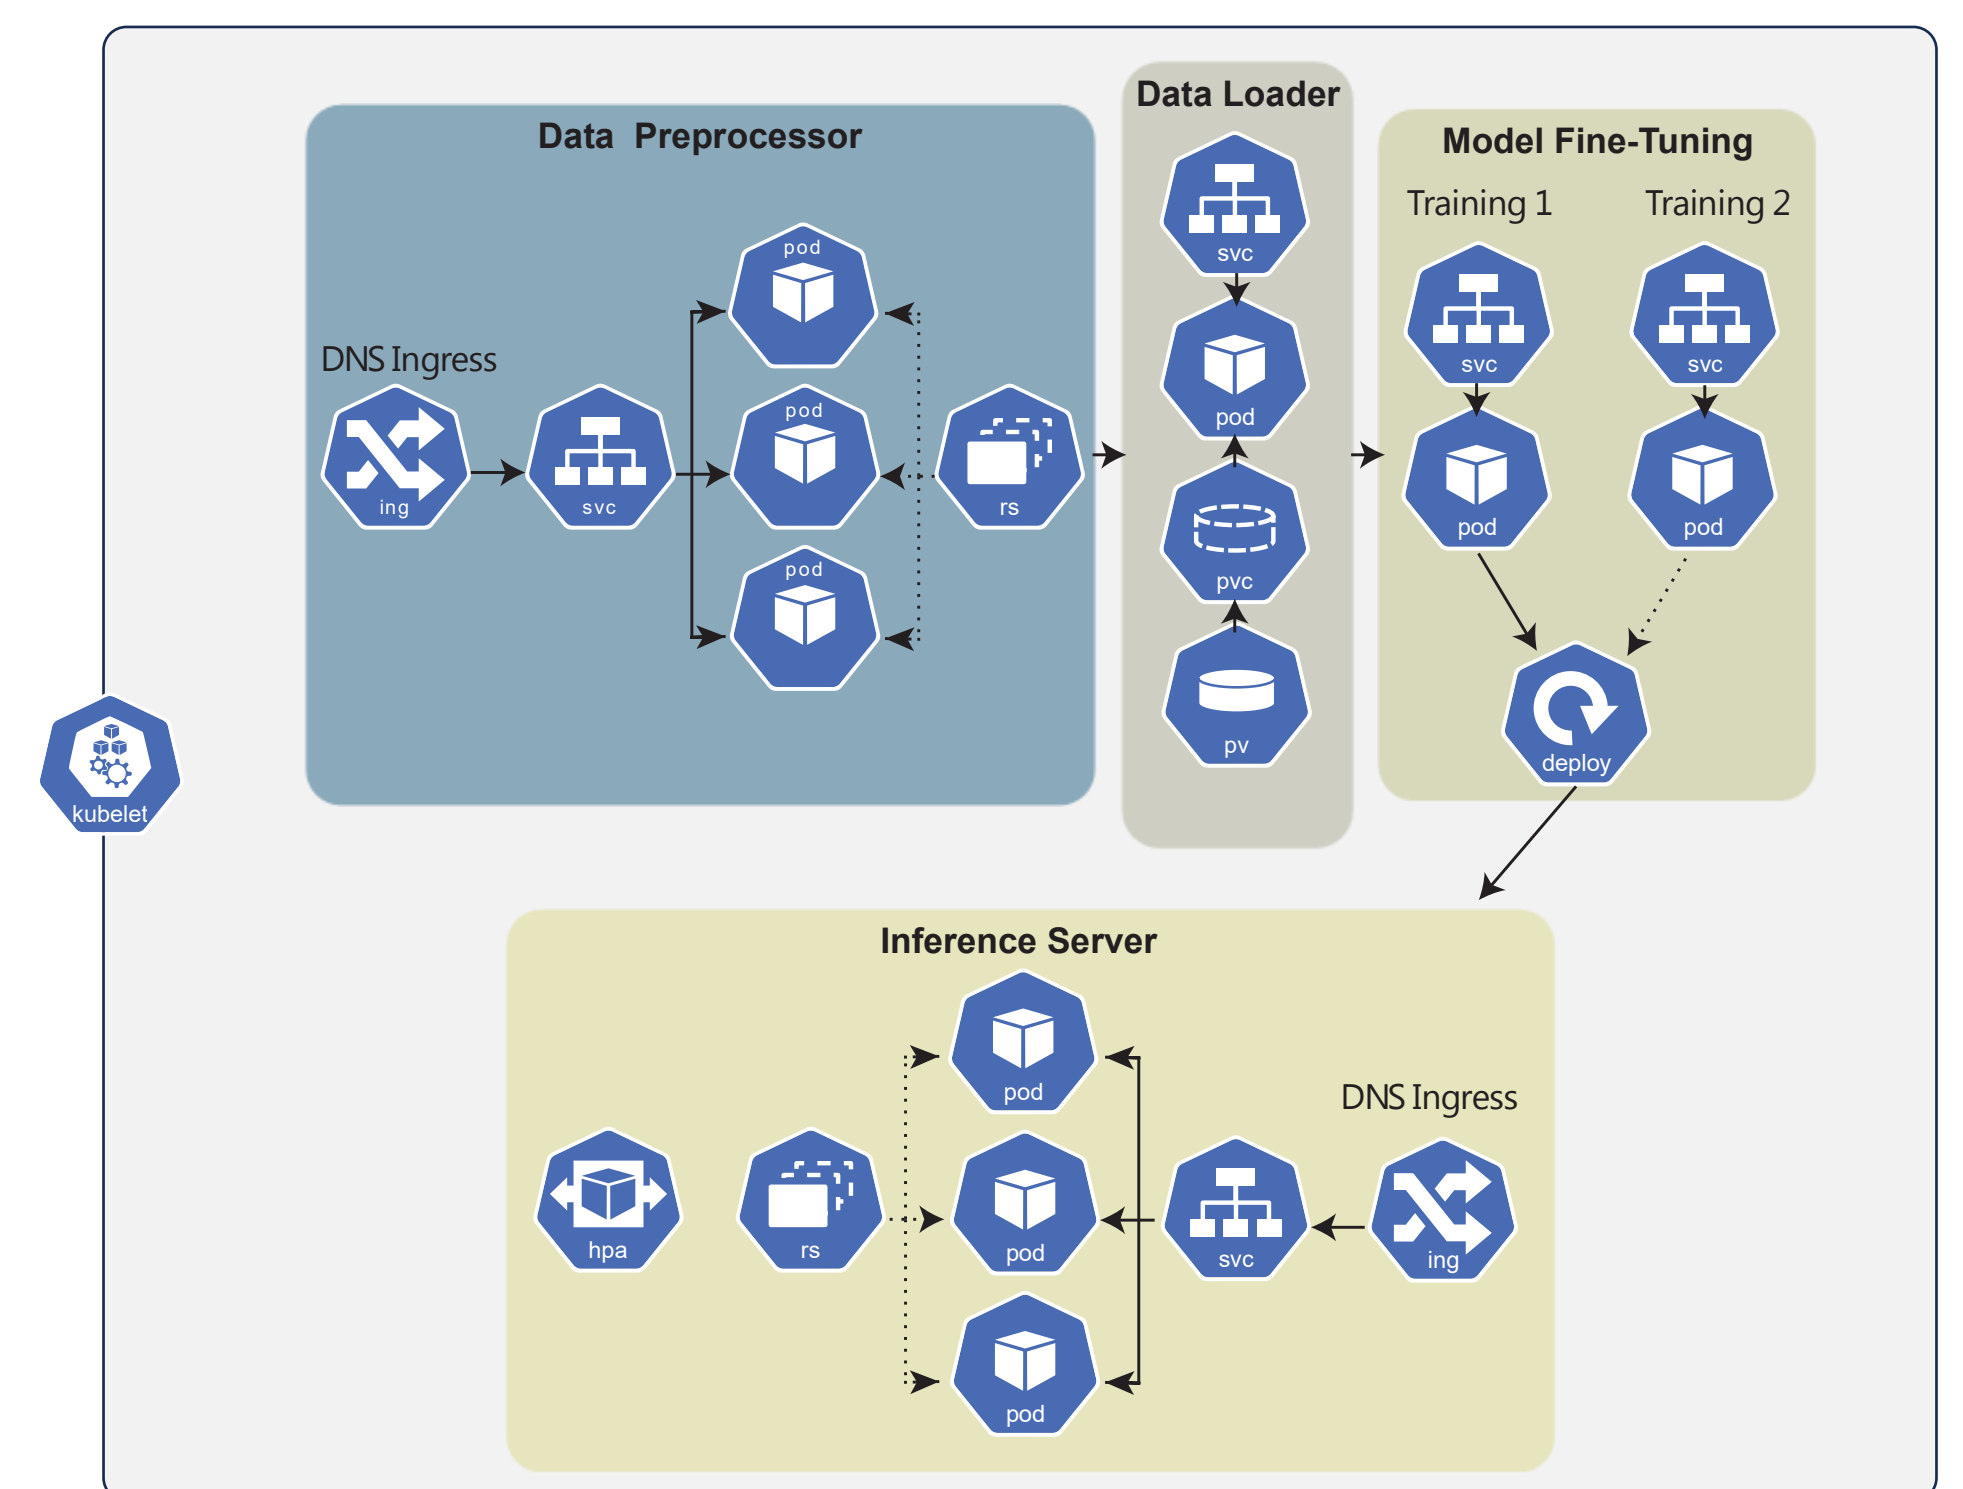 Data Preprocessor
DNS Ingress
ing
svc
pod
pod
pod
rs
Data Loader
svc
pod
pvc
pv
Model Fine-Tuning
Training 1
Training 2
svc
svc
pod
pod
deploy
kubelet
Inference Server
hpa
rs
pod
pod
pod
svc
DNS Ingress
ing